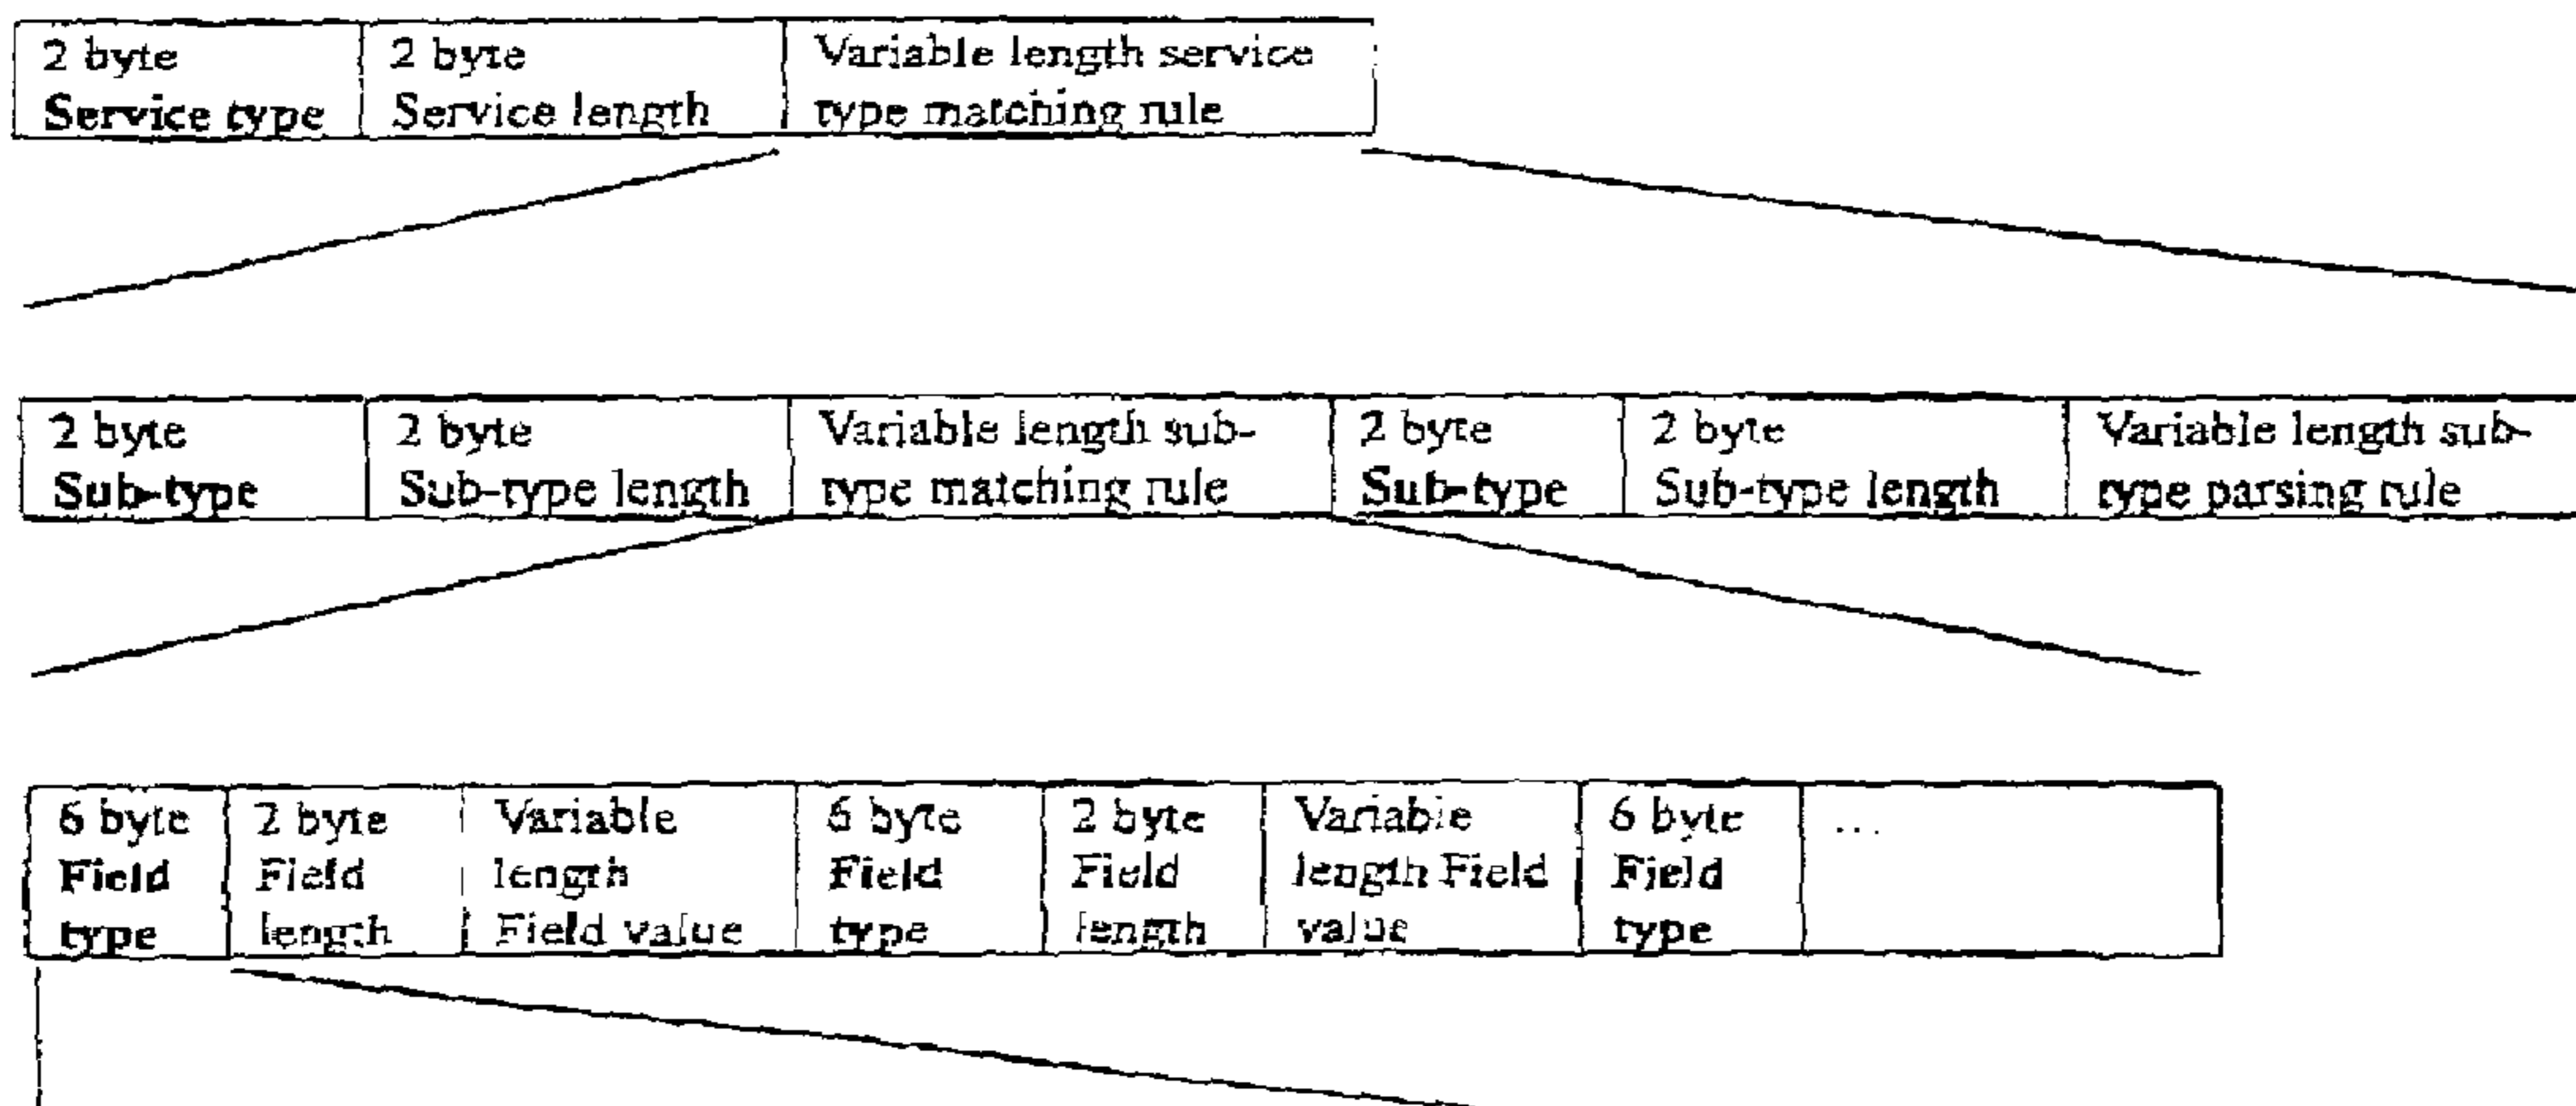 2 byte
Service type
2 byte
Service length
Variable length service
type matching rule
2 byte
Sub-type
2 byte
Sub-type length
Variable length sub-
type matching rule
2 byte
Sub-type
2 byte
Sub-type length
Variable length sub-
type parsing rule
6 byte
Field
type
2 byte
Field
length
Variable
length
Field value
6 byte
Field
type
2 byte
Field
length
Variable
length Field
value
6 byte
Field
type
...